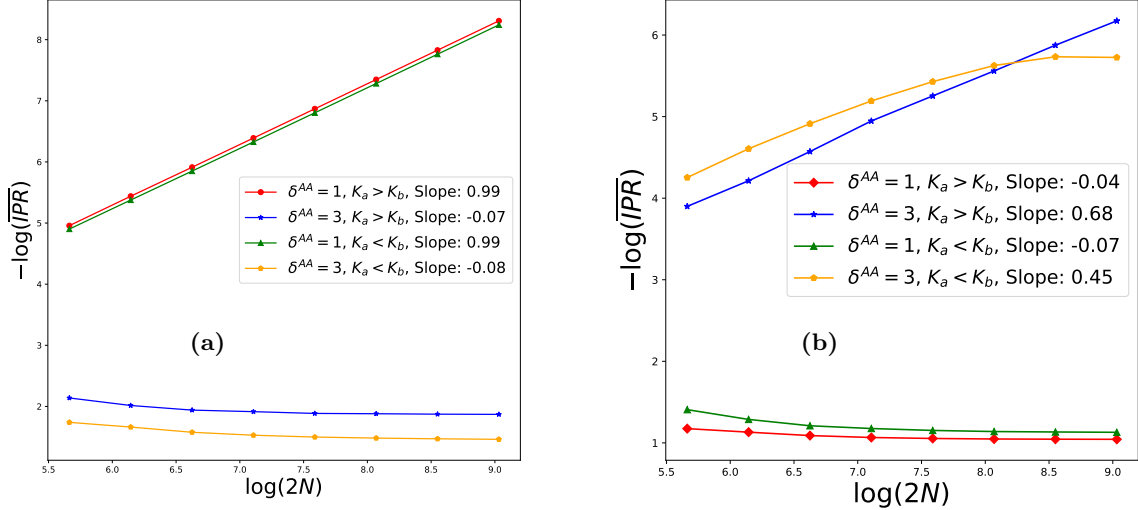 8
7
6
5
4
3
2
−log(\overline{IPR})
δ^{AA} = 1, K_a > K_b, Slope: 0.99
δ^{AA} = 3, K_a > K_b, Slope: -0.07
δ^{AA} = 1, K_a < K_b, Slope: 0.99
δ^{AA} = 3, K_a < K_b, Slope: -0.08
(a)
5.5 6.0 6.5 7.0 7.5 8.0 8.5 9.0
log(2N)
6
5
4
3
2
1
−log(\overline{IPR})
δ^{AA} = 1, K_a > K_b, Slope: -0.04
δ^{AA} = 3, K_a > K_b, Slope: 0.68
δ^{AA} = 1, K_a < K_b, Slope: -0.07
δ^{AA} = 3, K_a < K_b, Slope: 0.45
(b)
5.5 6.0 6.5 7.0 7.5 8.0 8.5 9.0
log(2N)